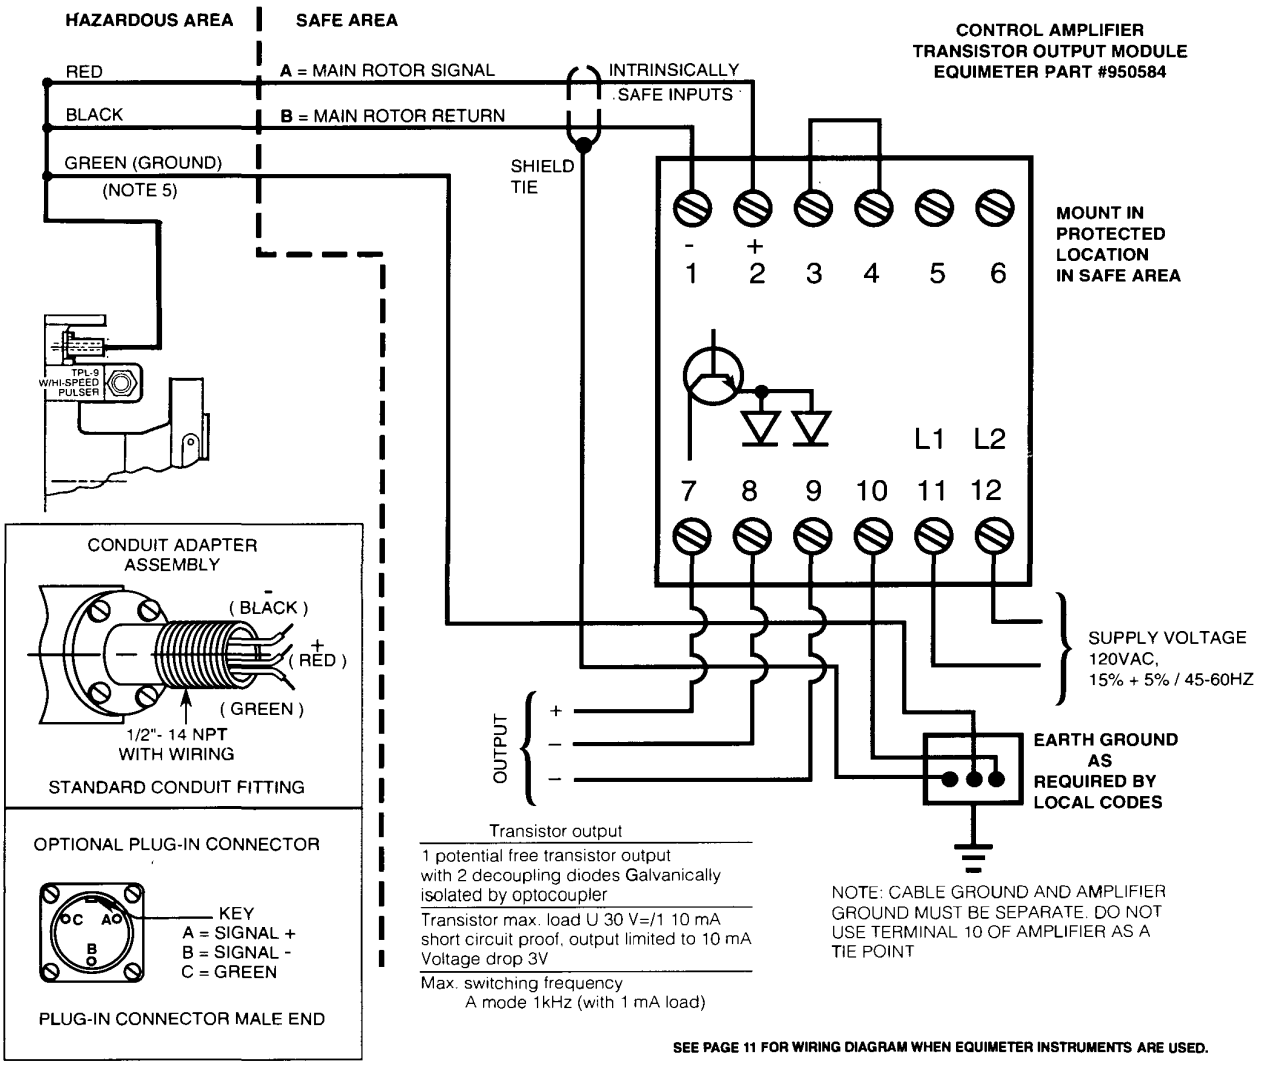 HAZARDOUS AREA
SAFE AREA
CONTROL AMPLIFIER
TRANSISTOR OUTPUT MODULE
EQUIMETER PART #950584
RED
A = MAIN ROTOR SIGNAL
INTRINSICALLY
SAFE INPUTS
BLACK
B = MAIN ROTOR RETURN
GREEN (GROUND)
(NOTE 5)
SHIELD
TIE
- +
1 2 3 4 5 6
MOUNT IN
PROTECTED
LOCATION
IN SAFE AREA
TPL-9
W/HI-SPEED
PULSER
L1 L2
7 8 9 10 11 12
SUPPLY VOLTAGE
120VAC,
15% + 5% / 45-60HZ
OUTPUT
+
–
–
EARTH GROUND
AS
REQUIRED BY
LOCAL CODES
CONDUIT ADAPTER
ASSEMBLY
-
( BLACK )
+
( RED )
( GREEN )
1/2"- 14 NPT
WITH WIRING
STANDARD CONDUIT FITTING
OPTIONAL PLUG-IN CONNECTOR
C A
B
KEY
A = SIGNAL +
B = SIGNAL -
C = GREEN
PLUG-IN CONNECTOR MALE END
Transistor output
1 potential free transistor output
with 2 decoupling diodes Galvanically
isolated by optocoupler
Transistor max. load U 30 V=/1 10 mA
short circuit proof, output limited to 10 mA
Voltage drop 3V
Max. switching frequency
A mode 1kHz (with 1 mA load)
NOTE: CABLE GROUND AND AMPLIFIER
GROUND MUST BE SEPARATE. DO NOT
USE TERMINAL 10 OF AMPLIFIER AS A
TIE POINT
SEE PAGE 11 FOR WIRING DIAGRAM WHEN EQUIMETER INSTRUMENTS ARE USED.